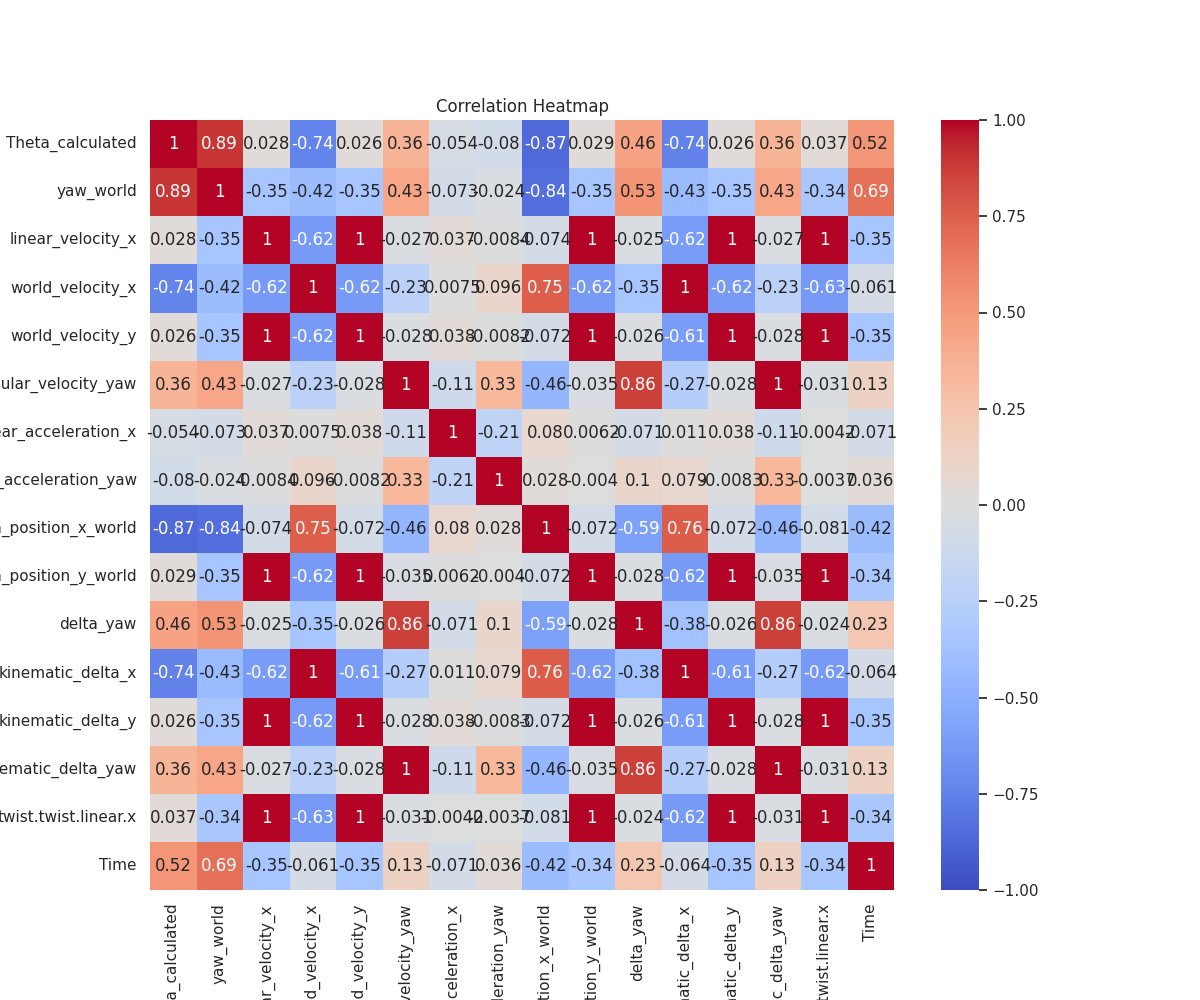 Correlation Heatmap
Theta_calculated 1 0.89 0.028 -0.74 0.026 0.36 -0.054 -0.08 -0.87 0.029 0.46 -0.74 0.026 0.36 0.037 0.52
yaw_world 0.89 1 -0.35 -0.42 -0.35 0.43 -0.073 -0.024 -0.84 -0.35 0.53 -0.43 -0.35 0.43 -0.34 0.69
linear_velocity_x 0.028 -0.35 1 -0.62 1 -0.027 0.037 -0.0084 -0.074 1 -0.025 -0.62 1 -0.027 1 -0.35
world_velocity_x -0.74 -0.42 -0.62 1 -0.62 -0.23 0.0075 0.096 0.75 -0.62 -0.35 1 -0.62 -0.23 -0.63 -0.061
world_velocity_y 0.026 -0.35 1 -0.62 1 -0.028 0.038 -0.0082 -0.072 1 -0.026 -0.61 1 -0.028 1 -0.35
ular_velocity_yaw 0.36 0.43 -0.027 -0.23 -0.028 1 -0.11 0.33 -0.46 -0.035 0.86 -0.27 -0.028 1 -0.031 0.13
ear_acceleration_x -0.054 -0.073 0.037 0.0075 0.038 -0.11 1 -0.21 0.08 0.0062 -0.071 0.011 0.038 -0.11 -0.0042 -0.071
_acceleration_yaw -0.08 -0.024 -0.0084 0.096 -0.0082 0.33 -0.21 1 0.028 -0.004 0.1 0.079 -0.0083 0.33 -0.0037 0.036
a_position_x_world -0.87 -0.84 -0.074 0.75 -0.072 -0.46 0.08 0.028 1 -0.072 -0.59 0.76 -0.072 -0.46 -0.081 -0.42
a_position_y_world 0.029 -0.35 1 -0.62 1 -0.035 0.0062 -0.004 -0.072 1 -0.028 -0.62 1 -0.035 1 -0.34
delta_yaw 0.46 0.53 -0.025 -0.35 -0.026 0.86 -0.071 0.1 -0.59 -0.028 1 -0.38 -0.026 0.86 -0.024 0.23
kinematic_delta_x -0.74 -0.43 -0.62 1 -0.61 -0.27 0.011 0.079 0.76 -0.62 -0.38 1 -0.61 -0.27 -0.62 -0.064
kinematic_delta_y 0.026 -0.35 1 -0.62 1 -0.028 0.038 -0.0083 -0.072 1 -0.026 -0.61 1 -0.028 1 -0.35
ematic_delta_yaw 0.36 0.43 -0.027 -0.23 -0.028 1 -0.11 0.33 -0.46 -0.035 0.86 -0.27 -0.028 1 -0.031 0.13
twist.twist.linear.x 0.037 -0.34 1 -0.63 1 -0.031 -0.0042 -0.0037 -0.081 1 -0.024 -0.62 1 -0.031 1 -0.34
Time 0.52 0.69 -0.35 -0.061 -0.35 0.13 -0.071 0.036 -0.42 -0.34 0.23 -0.064 -0.35 0.13 -0.34 1
a_calculated
yaw_world
ar_velocity_x
d_velocity_x
d_velocity_y
velocity_yaw
celeration_x
leration_yaw
tion_x_world
tion_y_world
delta_yaw
natic_delta_x
natic_delta_y
c_delta_yaw
twist.linear.x
Time
1.00
0.75
0.50
0.25
0.00
−0.25
−0.50
−0.75
−1.00